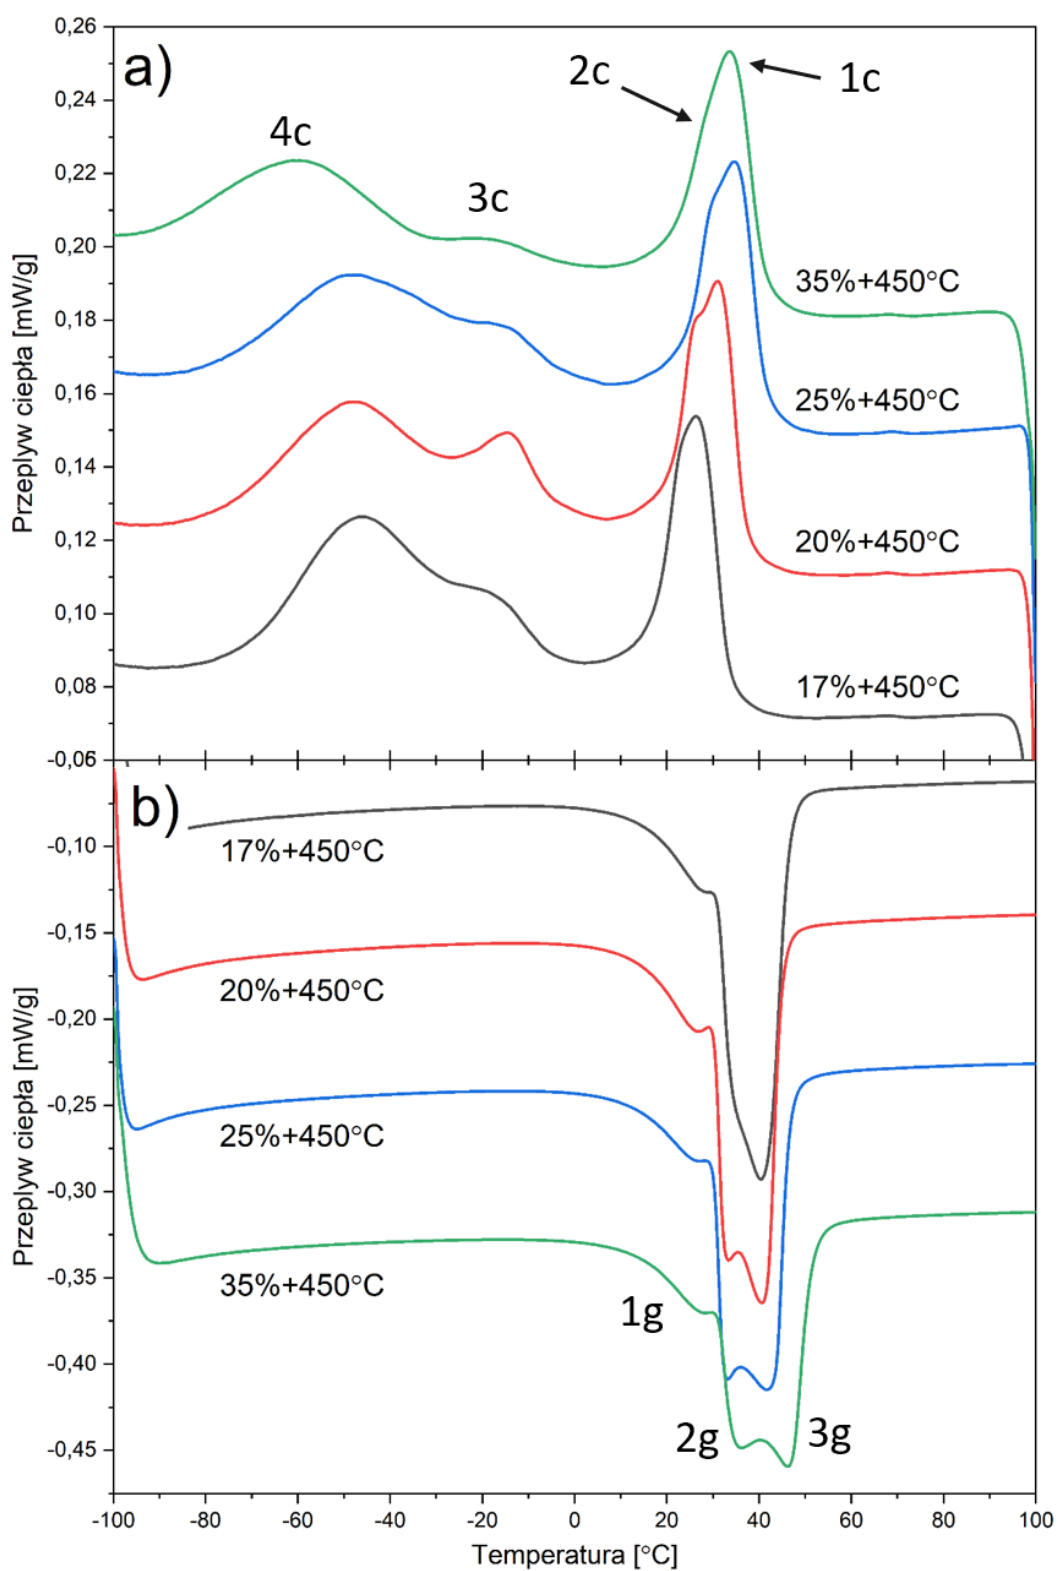 0,26
a)
2c
1c
0,24
4c
0,22
3c
0,20
35%+450°C
0,18
25%+450°C
0,16
0,14
20%+450°C
0,12
0,10
17%+450°C
0,08
-0,06
Przepływ ciepła [mW/g]
b)
17%+450°C
-0,10
-0,15
20%+450°C
-0,20
-0,25
25%+450°C
-0,30
35%+450°C
-0,35
1g
-0,40
2g
3g
-0,45
Przepływ ciepła [mW/g]
-100 -80 -60 -40 -20 0 20 40 60 80 100
Temperatura [°C]